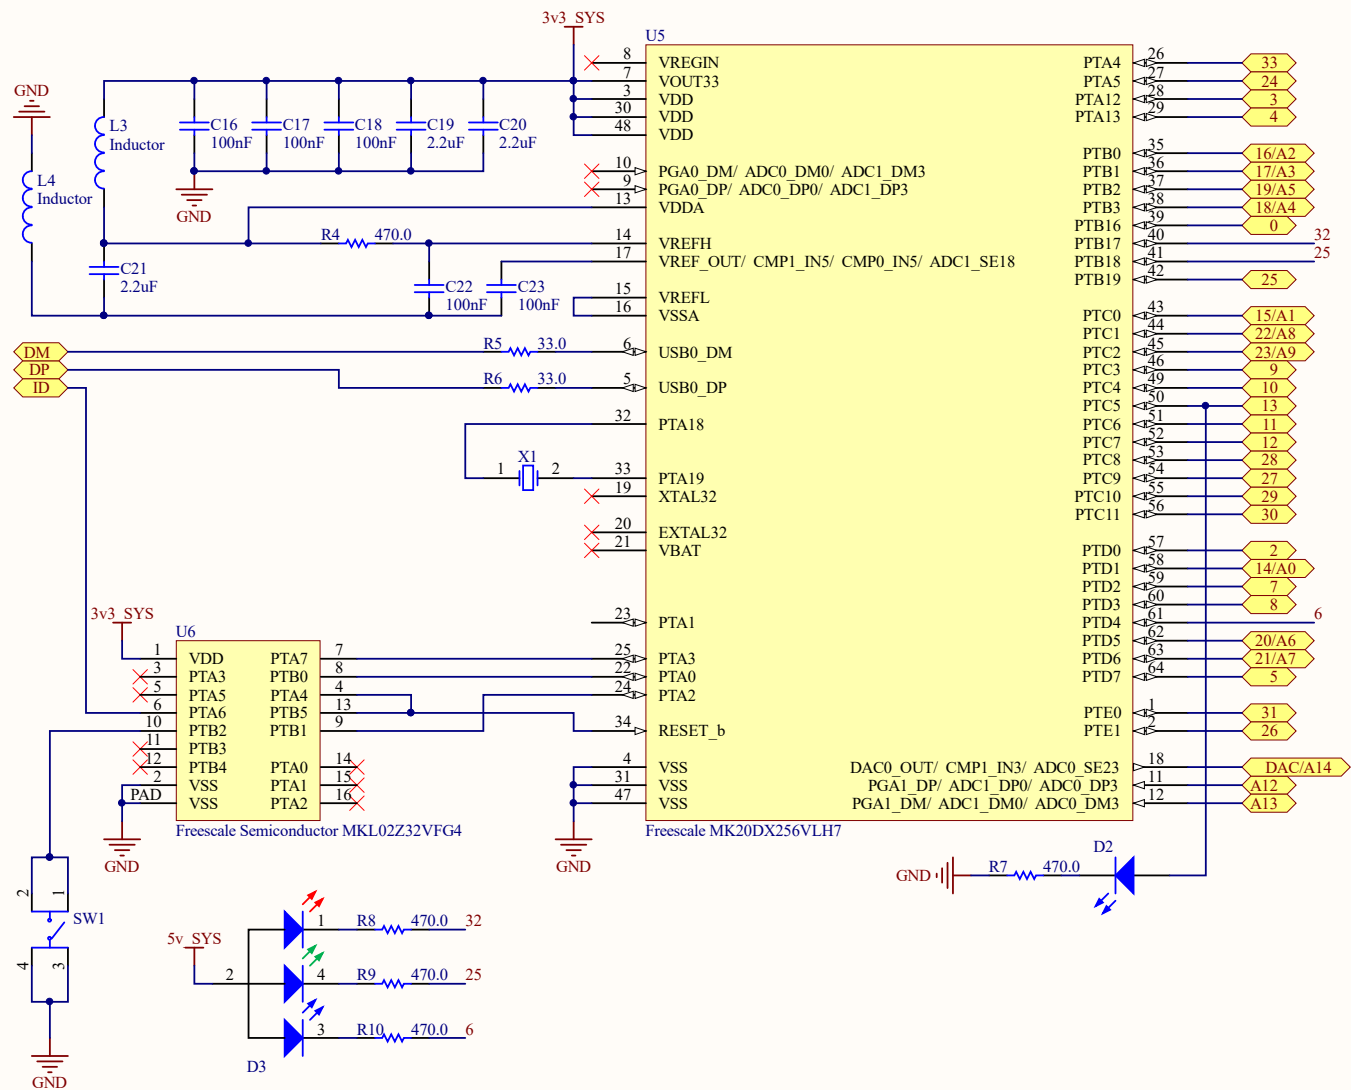 3v3_SYS
U5
8 VREGIN
7 VOUT33
3 VDD
30 VDD
48 VDD
10 PGA0_DM/ ADC0_DM0/ ADC1_DM3
9 PGA0_DP/ ADC0_DP0/ ADC1_DP3
13 VDDA
14 VREFH
17 VREF_OUT/ CMP1_IN5/ CMP0_IN5/ ADC1_SE18
15 VREFL
16 VSSA
6 USB0_DM
5 USB0_DP
32 PTA18
33 PTA19
19 XTAL32
20 EXTAL32
21 VBAT
23 PTA1
25 PTA3
22 PTA0
24 PTA2
34 RESET_b
4 VSS
31 VSS
47 VSS
PTA4 26 33
PTA5 27 24
PTA12 28 3
PTA13 29 4
PTB0 35 16/A2
PTB1 36 17/A3
PTB2 37 19/A5
PTB3 38 18/A4
PTB16 39 0
PTB17 40 32
PTB18 41 25
PTB19 42 25
PTC0 43 15/A1
PTC1 44 22/A8
PTC2 45 23/A9
PTC3 46 9
PTC4 49 10
PTC5 50 13
PTC6 51 11
PTC7 52 12
PTC8 53 28
PTC9 54 27
PTC10 55 29
PTC11 56 30
PTD0 57 2
PTD1 58 14/A0
PTD2 59 7
PTD3 60 8
PTD4 61 6
PTD5 62 20/A6
PTD6 63 21/A7
PTD7 64 5
PTE0 1 31
PTE1 2 26
DAC0_OUT/ CMP1_IN3/ ADC0_SE23 18 DAC/A14
PGA1_DP/ ADC1_DP0/ ADC0_DP3 11 A12
PGA1_DM/ ADC1_DM0/ ADC0_DM3 12 A13
Freescale MK20DX256VLH7
GND
GND
L3
Inductor
L4
Inductor
C16
100nF
C17
100nF
C18
100nF
C19
2.2uF
C20
2.2uF
GND
R4 470.0
C21
2.2uF
C22
100nF
C23
100nF
DM
DP
ID
R5 33.0
R6 33.0
X1
1 2
3v3_SYS
U6
1 VDD
3 PTA3
5 PTA5
6 PTA6
10 PTB2
11 PTB3
12 PTB4
2 VSS
PAD VSS
PTA7 7
PTB0 8
PTA4 4
PTB5 13
PTB1 9
PTA0 14
PTA1 15
PTA2 16
Freescale Semiconductor MKL02Z32VFG4
GND
2 1
SW1
4 3
GND
5v_SYS
2
1 R8 470.0 32
4 R9 470.0 25
3 R10 470.0 6
D3
GND R7 470.0
D2